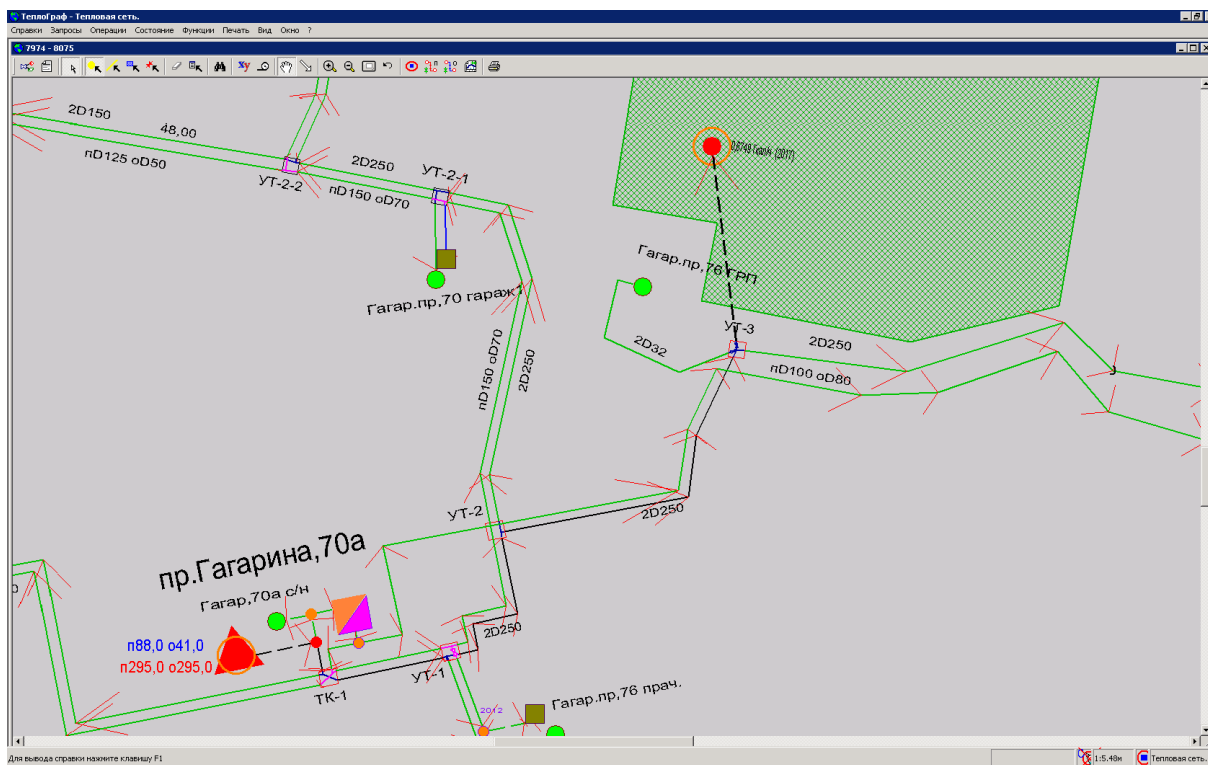 ТеплоГраф - Тепловая сеть.
Справки Запросы Операции Состояние Функции Печать Вид Окно ?
7974 - 8075
2D150
48,00
пD125 оD50
УТ-2-2
2D250
УТ-2-1
пD150 оD70
Гагар.пр,70 гараж
0,6749 Гкал/ч (2017)
Гагар.пр,76 ГРП
УТ-3
2D32
2D250
пD100 оD80
пD150 оD70
2D250
УТ-2
2D250
пр.Гагарина,70а
Гагар,70а с/н
п88,0 о41,0
п295,0 о295,0
2D250
УТ-1
ТК-1
Гагар.пр,76 прач.
2012
Для вывода справки нажмите клавишу F1
1:5.48м
Тепловая сеть.